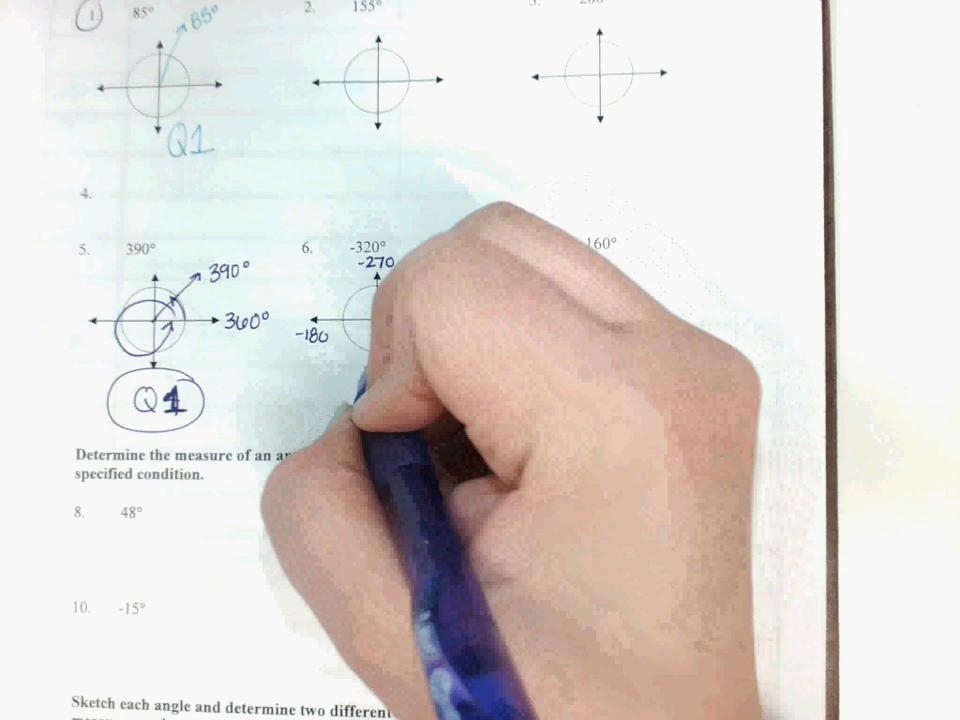 1. 85° 85° 2. 155° 3.
Q1
4.
5. 390° 6. -320° 160°
390° -270
360° -180
Q1
Determine the measure of an
specified condition.
8. 48°
10. -15°
Sketch each angle and determine two different